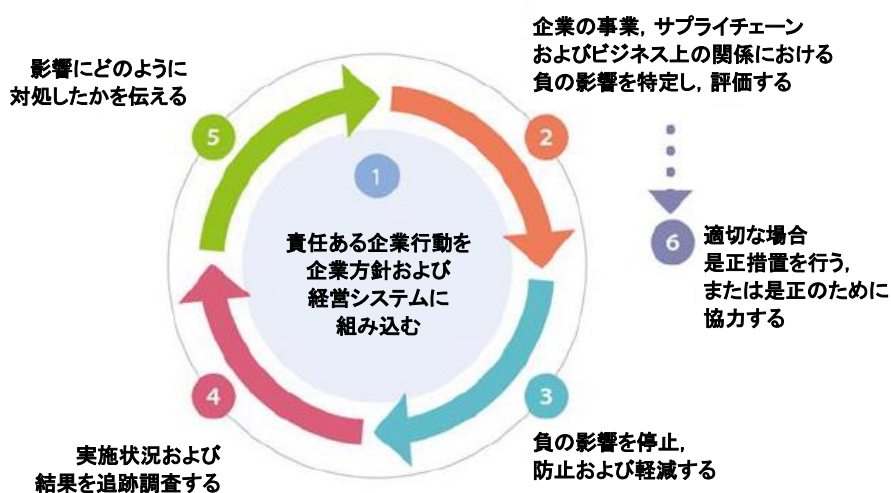 1
責任ある企業行動を
企業方針および
経営システムに
組み込む
2
企業の事業，サプライチェーン
およびビジネス上の関係における
負の影響を特定し，評価する
3
負の影響を停止，
防止および軽減する
4
実施状況および
結果を追跡調査する
5
影響にどのように
対処したかを伝える
6
適切な場合
是正措置を行う，
または是正のために
協力する